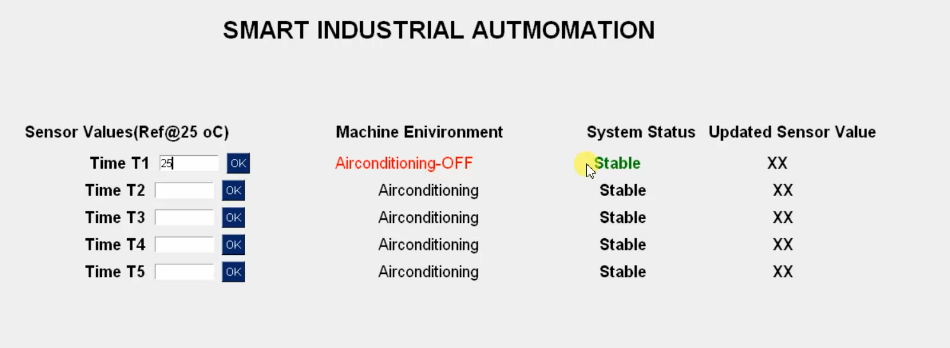 SMART INDUSTRIAL AUTMOMATION
Sensor Values(Ref@25 oC) Machine Enivironment System Status Updated Sensor Value
Time T1 25 OK Airconditioning-OFF Stable XX
Time T2 OK Airconditioning Stable XX
Time T3 OK Airconditioning Stable XX
Time T4 OK Airconditioning Stable XX
Time T5 OK Airconditioning Stable XX